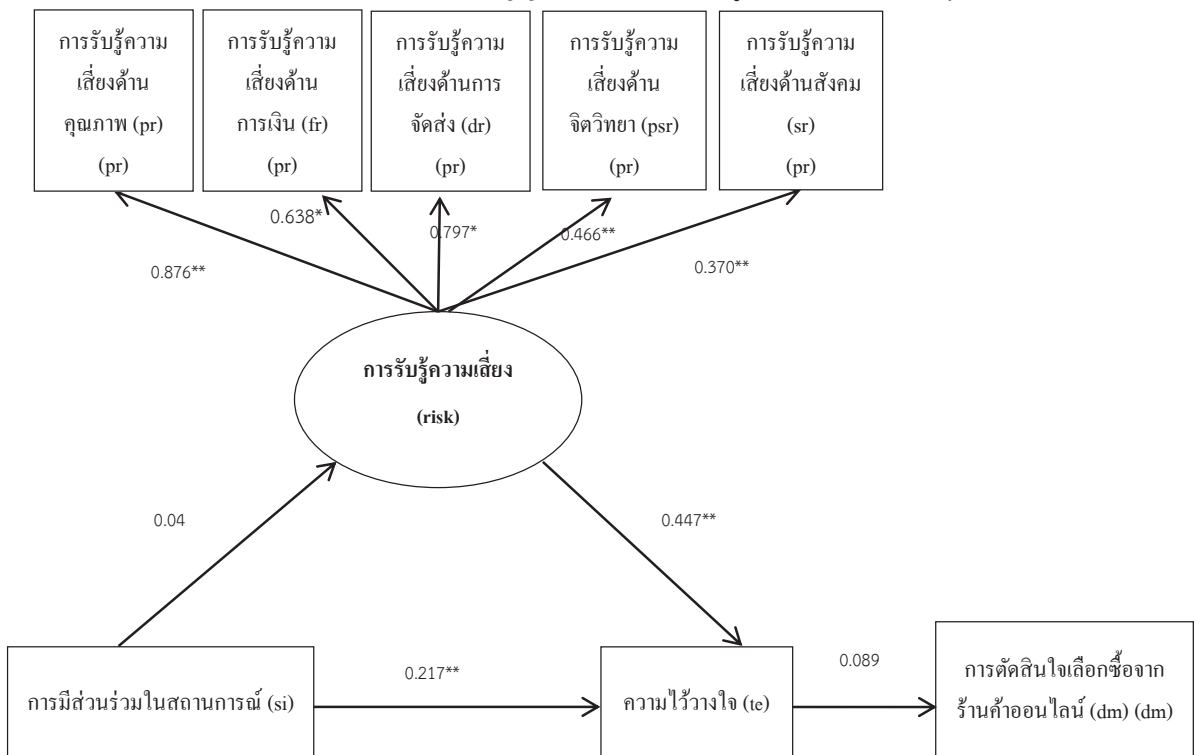 การรับรู้ความ
เสี่ยงด้าน
คุณภาพ (pr)
(pr)
การรับรู้ความ
เสี่ยงด้าน
การเงิน (fr)
(pr)
การรับรู้ความ
เสี่ยงด้านการ
จัดส่ง (dr)
(pr)
การรับรู้ความ
เสี่ยงด้าน
จิตวิทยา (psr)
(pr)
การรับรู้ความ
เสี่ยงด้านสังคม
(sr)
(pr)
0.876**
0.638*
0.797*
0.466**
0.370**
การรับรู้ความเสี่ยง
(risk)
0.04
0.447**
การมีส่วนร่วมในสถานการณ์ (si)
0.217**
ความไว้วางใจ (te)
0.089
การตัดสินใจเลือกซื้อจาก
ร้านค้าออนไลน์ (dm) (dm)